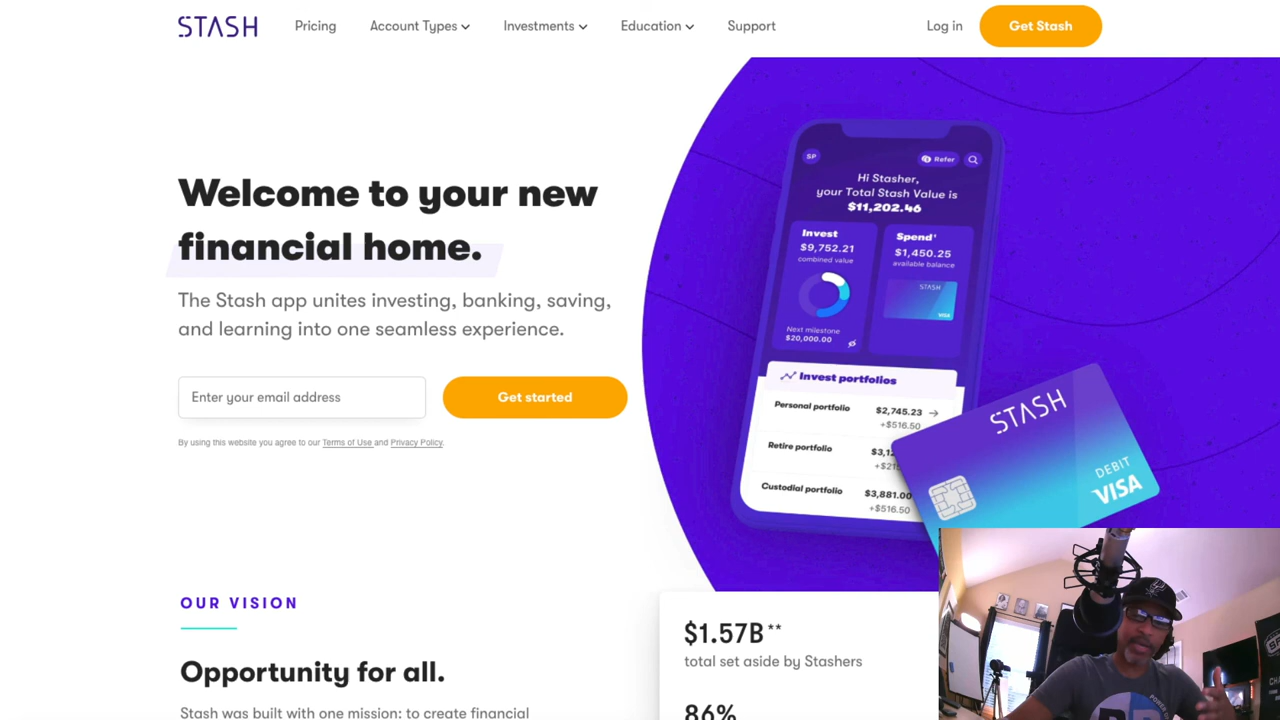 STASH
Pricing
Account Types
Investments
Education
Support
Log in
Get Stash
Welcome to your new
financial home.
The Stash app unites investing, banking, saving,
and learning into one seamless experience.
Enter your email address
Get started
By using this website you agree to our Terms of Use and Privacy Policy.
SP
Refer
Hi Stasher,
your Total Stash Value is
$11,202.46
Invest
$9,752.21
combined value
Next milestone
$20,000.00
Spend¹
$1,450.25
available balance
STASH
VISA
Invest portfolios
Personal portfolio
$2,745.23
+$516.50
Retire portfolio
Custodial portfolio
$3,881.00
+$516.50
STASH
DEBIT
VISA
OUR VISION
Opportunity for all.
Stash was built with one mission: to create financial
$1.57B**
total set aside by Stashers
86%